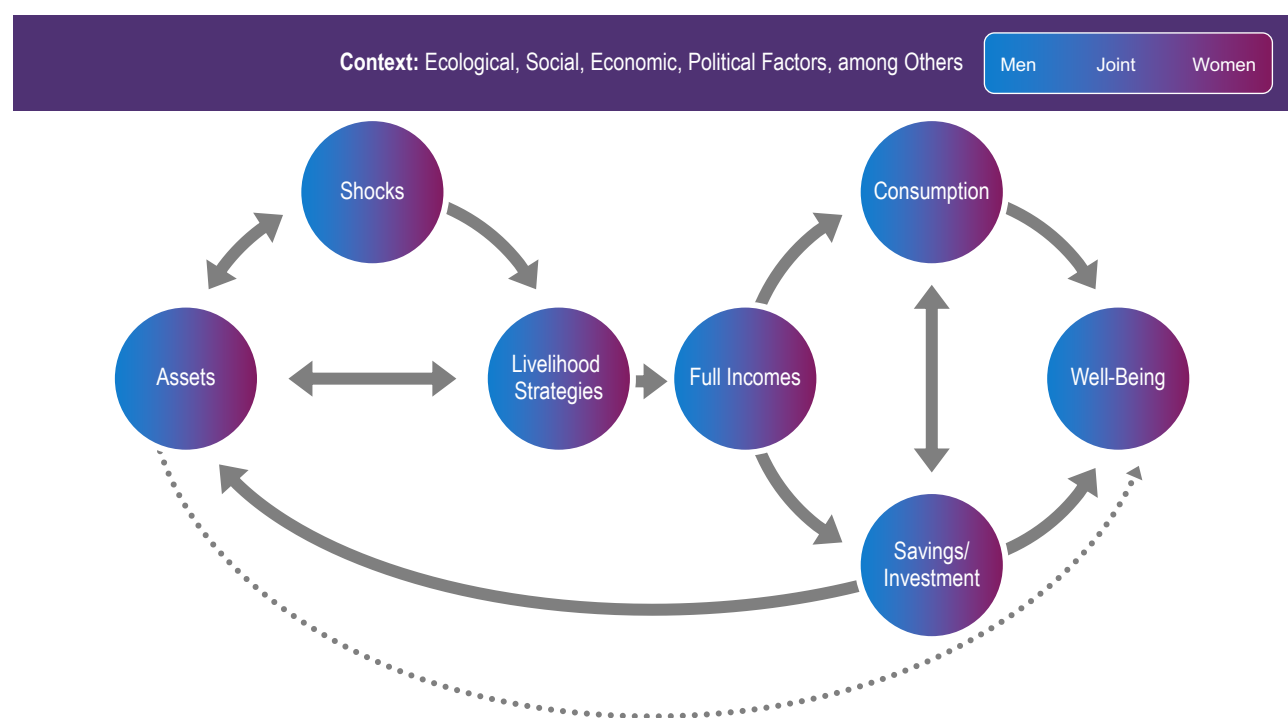 Context: Ecological, Social, Economic, Political Factors, among Others
Men Joint Women
Shocks
Consumption
Assets
Livelihood
Strategies
Full Incomes
Well-Being
Savings/
Investment